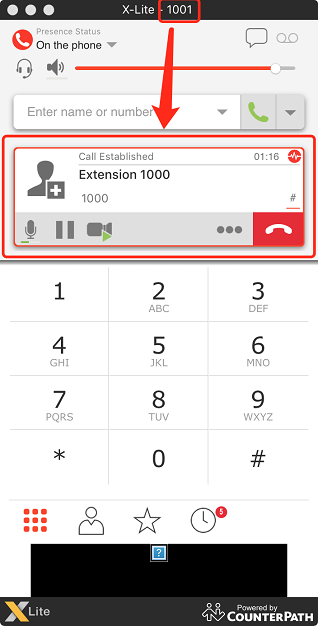 X-Lite - 1001
Presence Status
On the phone
Enter name or number
Call Established 01:16
Extension 1000
1000 #
1 2 3
ABC DEF
4 5 6
GHI JKL MNO
7 8 9
PQRS TUV WXYZ
* 0 #
5
?
X Lite Powered by
COUNTERPATH